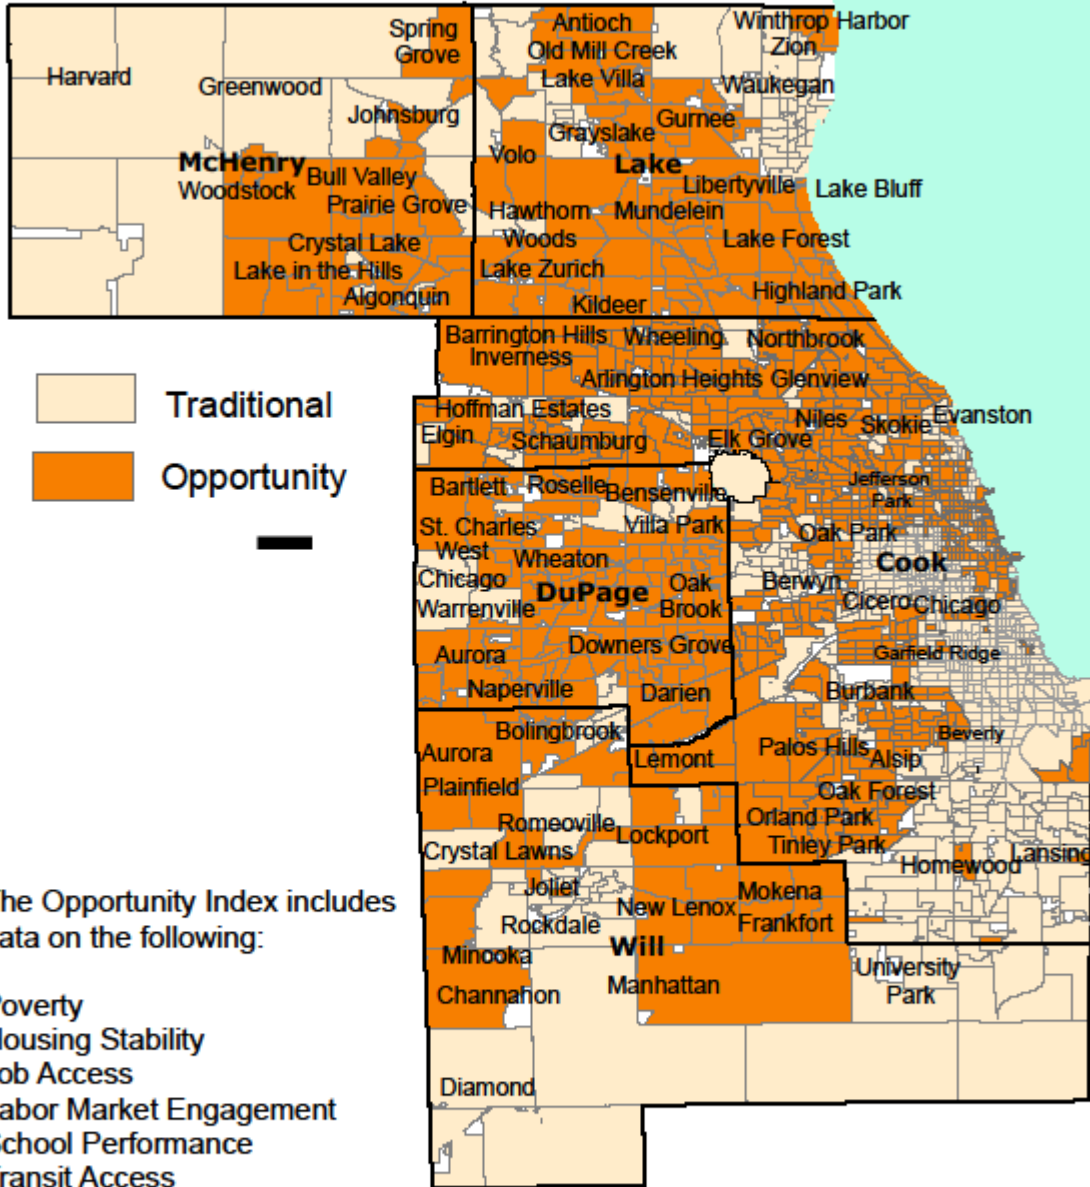 Spring
Grove
Antioch
Winthrop Harbor
Old Mill Creek
Zion
Harvard
Greenwood
Lake Villa
Waukegan
Johnsburg
Grayslake
Gurnee
McHenry
Volo
Lake
Woodstock
Bull Valley
Libertyville
Lake Bluff
Prairie Grove
Hawthorn
Woods
Mundelein
Crystal Lake
Lake Forest
Lake in the Hills
Lake Zurich
Algonquin
Kildeer
Highland Park
Barrington Hills
Wheeling
Northbrook
Inverness
Arlington Heights
Glenview
Traditional
Hoffman Estates
Niles
Skokie
Evanston
Elgin
Schaumburg
Elk Grove
Opportunity
Bartlett
Roselle
Bensenville
Jefferson
Park
St. Charles
Villa Park
Oak Park
West
Chicago
Wheaton
Cook
DuPage
Oak
Brook
Berwyn
Warrenville
Cicero
Chicago
Aurora
Downers Grove
Garfield Ridge
Naperville
Darien
Burbank
Bolingbrook
Beverly
Aurora
Lemont
Palos Hills
Alsip
Plainfield
Oak Forest
Romeoville
Lockport
Orland Park
Crystal Lawns
Tinley Park
Homewood
Lansing
Joliet
Mokena
Rockdale
New Lenox
Frankfort
Will
Minooka
University
Park
Channahon
Manhattan
Diamond
he Opportunity Index includes
ata on the following:
overty
ousing Stability
ob Access
abor Market Engagement
chool Performance
ransit Access